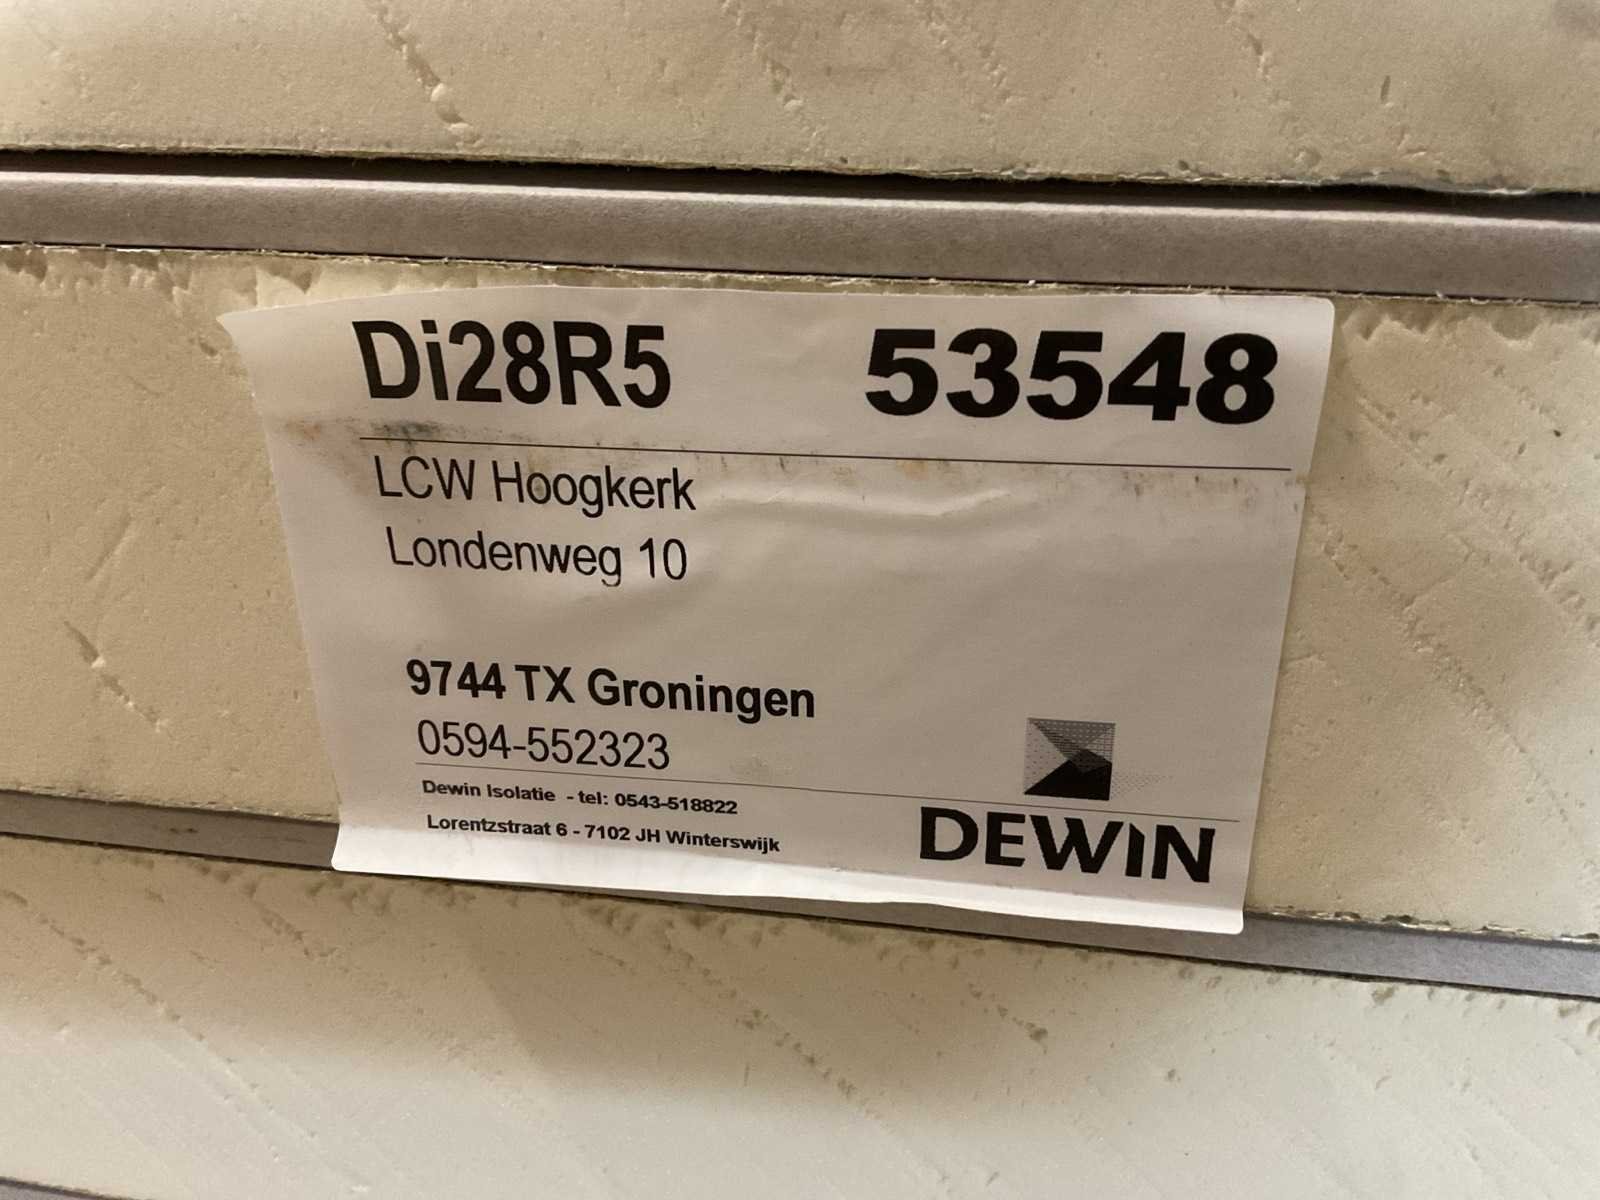 Di28R5 53548
LCW Hoogkerk
Londenweg 10
9744 TX Groningen
0594-552323
Dewin Isolatie - tel: 0543-518822
Lorentzstraat 6 - 7102 JH Winterswijk
DEWIN